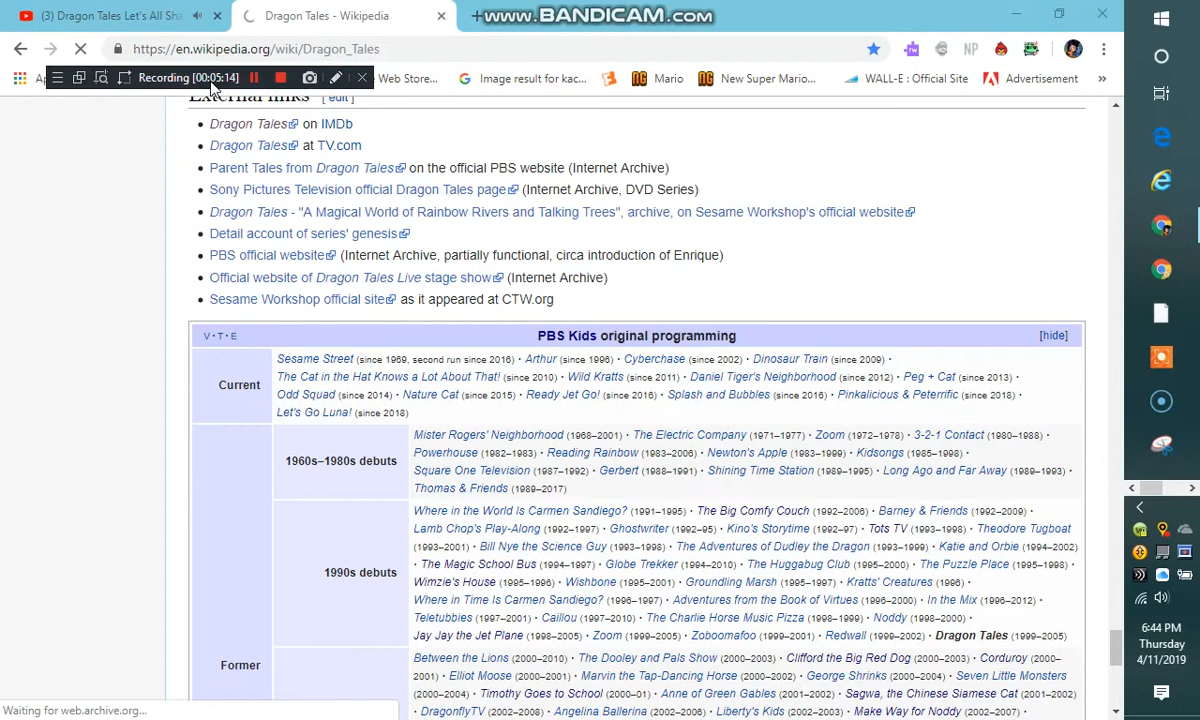 (3) Dragon Tales Let's All Sha
Dragon Tales - Wikipedia
www.BANDICAM.com
https://en.wikipedia.org/wiki/Dragon_Tales
NP
Recording [00:05:14]
Web Store...
Image result for kac...
Mario
New Super Mario...
WALL-E : Official Site
Advertisement
External links [ edit ]
Dragon Tales on IMDb
Dragon Tales at TV.com
Parent Tales from Dragon Tales on the official PBS website (Internet Archive)
Sony Pictures Television official Dragon Tales page (Internet Archive, DVD Series)
Dragon Tales - "A Magical World of Rainbow Rivers and Talking Trees", archive, on Sesame Workshop's official website
Detail account of series' genesis
PBS official website (Internet Archive, partially functional, circa introduction of Enrique)
Official website of Dragon Tales Live stage show (Internet Archive)
Sesame Workshop official site as it appeared at CTW.org
V · T · E PBS Kids original programming [hide]
Current
Sesame Street (since 1969, second run since 2016) · Arthur (since 1996) · Cyberchase (since 2002) · Dinosaur Train (since 2009) ·
The Cat in the Hat Knows a Lot About That! (since 2010) · Wild Kratts (since 2011) · Daniel Tiger's Neighborhood (since 2012) · Peg + Cat (since 2013) ·
Odd Squad (since 2014) · Nature Cat (since 2015) · Ready Jet Go! (since 2016) · Splash and Bubbles (since 2016) · Pinkalicious & Peterrific (since 2018) ·
Let's Go Luna! (since 2018)
Former
1960s–1980s debuts
Mister Rogers' Neighborhood (1968–2001) · The Electric Company (1971–1977) · Zoom (1972–1978) · 3-2-1 Contact (1980–1988) ·
Powerhouse (1982–1983) · Reading Rainbow (1983–2006) · Newton's Apple (1983–1999) · Kidsongs (1985–1998) ·
Square One Television (1987–1992) · Gerbert (1988–1991) · Shining Time Station (1989–1995) · Long Ago and Far Away (1989–1993) ·
Thomas & Friends (1989–2017)
1990s debuts
Where in the World Is Carmen Sandiego? (1991–1995) · The Big Comfy Couch (1992–2006) · Barney & Friends (1992–2009) ·
Lamb Chop's Play-Along (1992–1997) · Ghostwriter (1992–95) · Kino's Storytime (1992–97) · Tots TV (1993–1998) · Theodore Tugboat
(1993–2001) · Bill Nye the Science Guy (1993–1998) · The Adventures of Dudley the Dragon (1993–1999) · Katie and Orbie (1994–2002)
· The Magic School Bus (1994–1997) · Globe Trekker (1994–2010) · The Huggabug Club (1995–2000) · The Puzzle Place (1995–1998) ·
Wimzie's House (1995–1996) · Wishbone (1995–2001) · Groundling Marsh (1995–1997) · Kratts' Creatures (1996) ·
Where in Time Is Carmen Sandiego? (1996–1997) · Adventures from the Book of Virtues (1996–2000) · In the Mix (1996–2012) ·
Teletubbies (1997–2001) · Caillou (1997–2010) · The Charlie Horse Music Pizza (1998–1999) · Noddy (1998–2000) ·
Jay Jay the Jet Plane (1998–2005) · Zoom (1999–2005) · Zoboomafoo (1999–2001) · Redwall (1999–2002) · Dragon Tales (1999–2005)
Between the Lions (2000–2010) · The Dooley and Pals Show (2000–2003) · Clifford the Big Red Dog (2000–2003) · Corduroy (2000–
· Elliot Moose (2000–2001) · Marvin the Tap-Dancing Horse (2000–2002) · George Shrinks (2000–2004) · Seven Little Monsters
(2000–2004) · Timothy Goes to School (2000–01) · Anne of Green Gables (2001–2002) · Sagwa, the Chinese Siamese Cat (2001–2002)
· DragonflyTV (2002–2008) · Angelina Ballerina (2002–2006) · Liberty's Kids (2002–2003) · Make Way for Noddy (2002–2007) ·
Waiting for web.archive.org...
6:44 PM
Thursday
4/11/2019